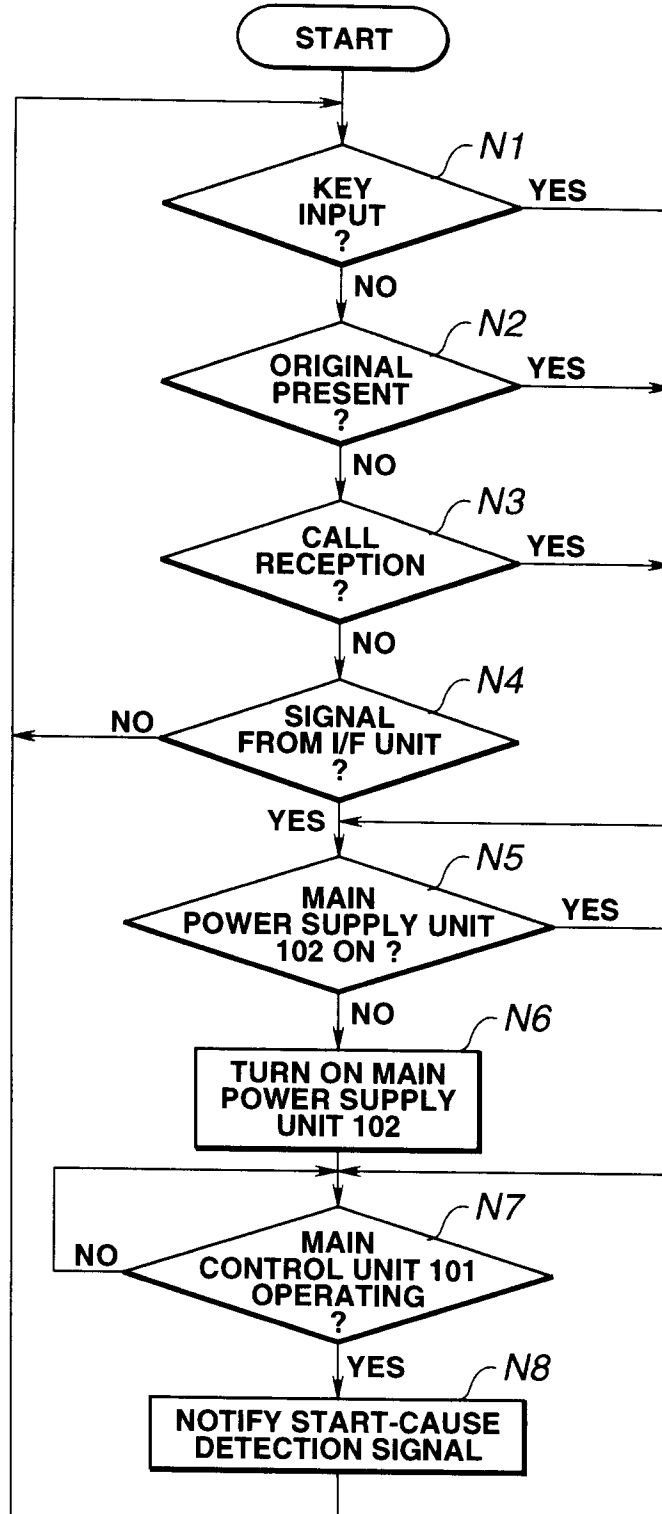 START
N1
KEY
INPUT
?
YES
NO
N2
ORIGINAL
PRESENT
?
YES
NO
N3
CALL
RECEPTION
?
YES
NO
N4
SIGNAL
FROM I/F UNIT
?
NO
YES
N5
MAIN
POWER SUPPLY UNIT
102 ON ?
YES
NO
N6
TURN ON MAIN
POWER SUPPLY
UNIT 102
N7
MAIN
CONTROL UNIT 101
OPERATING
?
NO
YES
N8
NOTIFY START-CAUSE
DETECTION SIGNAL